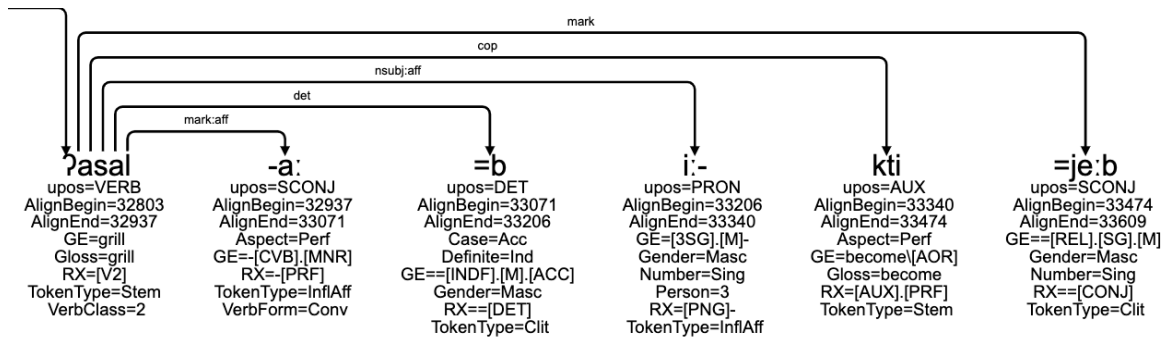 mark
cop
nsubj:aff
det
mark:aff
ʔasal -aː =b iː- kti =jeːb
upos=VERB upos=SCONJ upos=DET upos=PRON upos=AUX upos=SCONJ
AlignBegin=32803 AlignBegin=32937 AlignBegin=33071 AlignBegin=33206 AlignBegin=33340 AlignBegin=33474
AlignEnd=32937 AlignEnd=33071 AlignEnd=33206 AlignEnd=33340 AlignEnd=33474 AlignEnd=33609
GE=grill Aspect=Perf Case=Acc GE=[3SG].[M]- Aspect=Perf GE==[REL].[SG].[M]
Gloss=grill GE=-[CVB].[MNR] Definite=Ind Gender=Masc GE=become\[AOR] Gender=Masc
RX=[V2] RX=-[PRF] GE==[INDF].[M].[ACC] Number=Sing Gloss=become Number=Sing
TokenType=Stem TokenType=InflAff Gender=Masc Person=3 RX=[AUX].[PRF] RX==[CONJ]
VerbClass=2 VerbForm=Conv RX==[DET] RX=[PNG]- TokenType=Stem TokenType=Clit
TokenType=Clit TokenType=InflAff